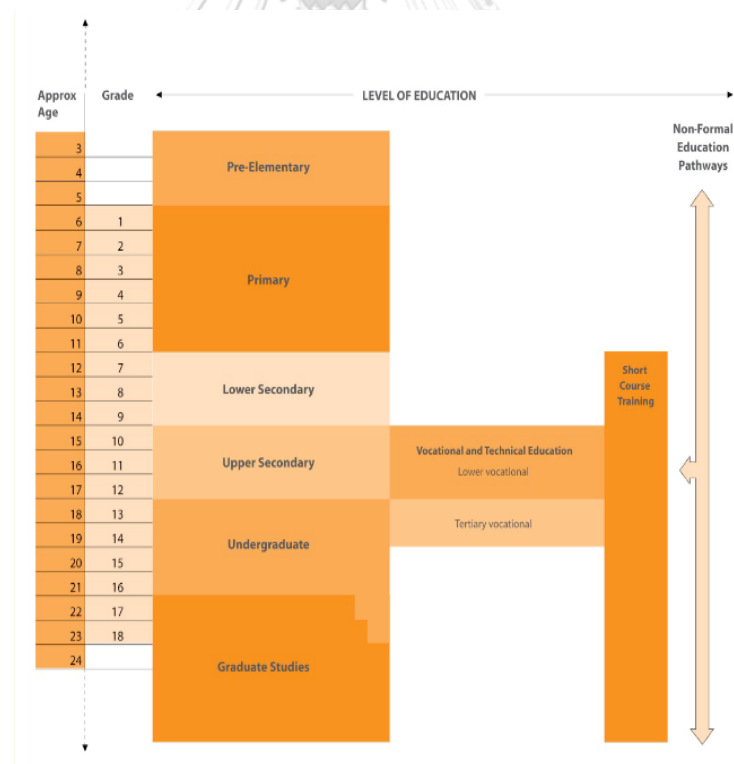 LEVEL OF EDUCATION
Approx
Age
Grade
Non-Formal
Education
Pathways
3
4
5
6 1
7 2
8 3
9 4
10 5
11 6
12 7
13 8
14 9
15 10
16 11
17 12
18 13
19 14
20 15
21 16
22 17
23 18
24
Pre-Elementary
Primary
Lower Secondary
Upper Secondary
Undergraduate
Graduate Studies
Vocational and Technical Education
Lower vocational
Tertiary vocational
Short
Course
Training